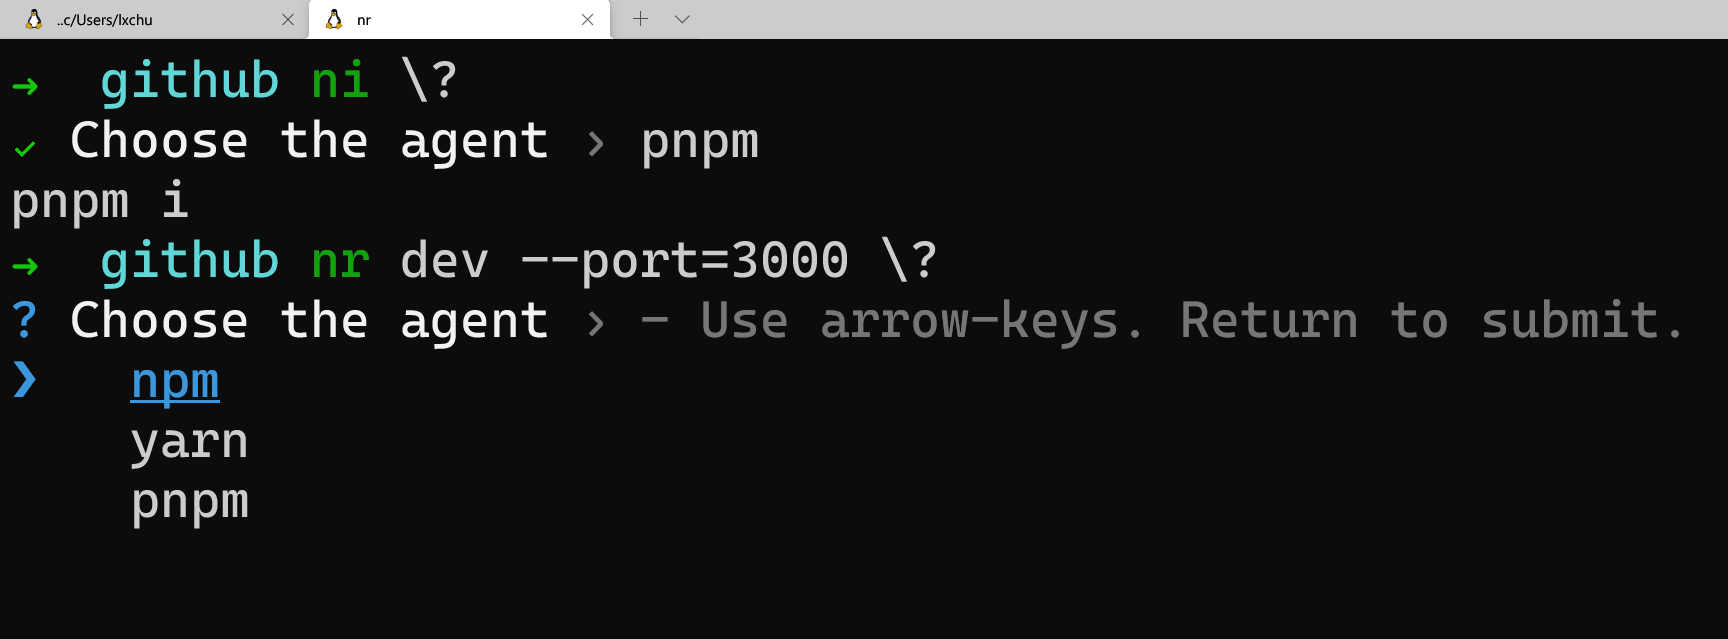 ..c/Users/lxchu
nr
➜ github ni \?
✓ Choose the agent › pnpm
pnpm i
➜ github nr dev --port=3000 \?
? Choose the agent › - Use arrow-keys. Return to submit.
❯ npm
yarn
pnpm